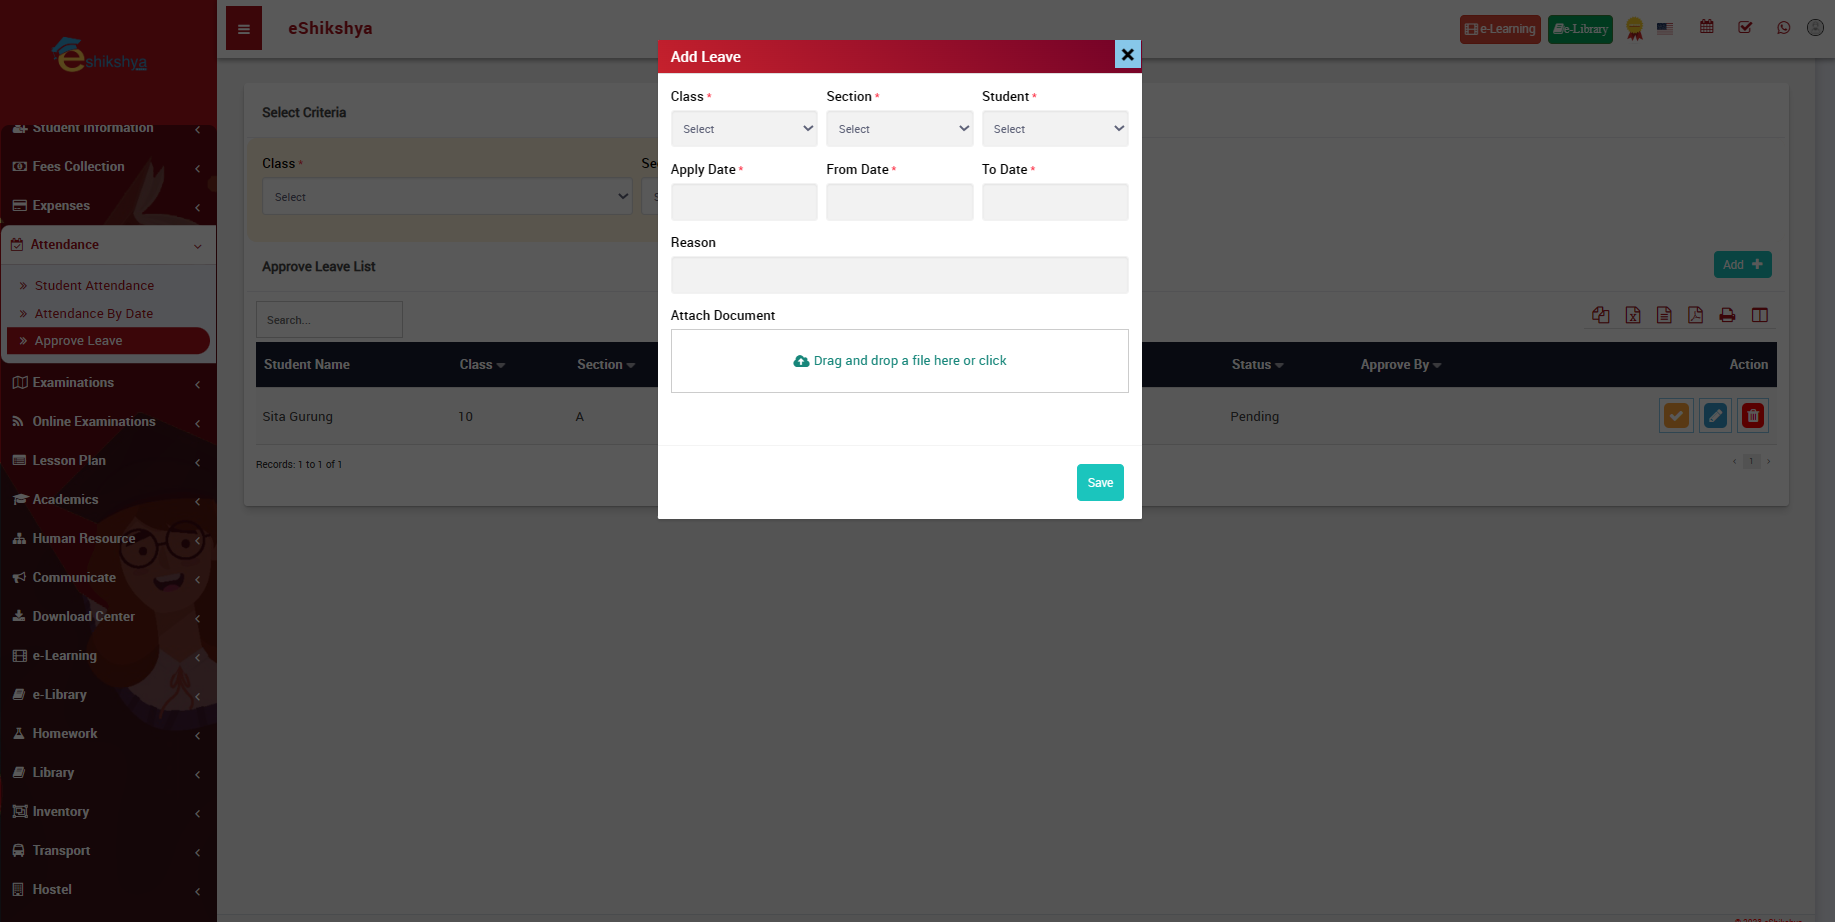 eshikshya
eShikshya
e-Learning
e-Library
Student Information
Fees Collection
Expenses
Attendance
Student Attendance
Attendance By Date
Approve Leave
Examinations
Online Examinations
Lesson Plan
Academics
Human Resource
Communicate
Download Center
e-Learning
e-Library
Homework
Library
Inventory
Transport
Hostel
Select Criteria
Class *
Select
Approve Leave List
Add
Search...
Student Name Class Section Status Approve By Action
Sita Gurung 10 A Pending
Records: 1 to 1 of 1
1
Add Leave
Class * Section * Student *
Select Select Select
Apply Date * From Date * To Date *
Reason
Attach Document
Drag and drop a file here or click
Save